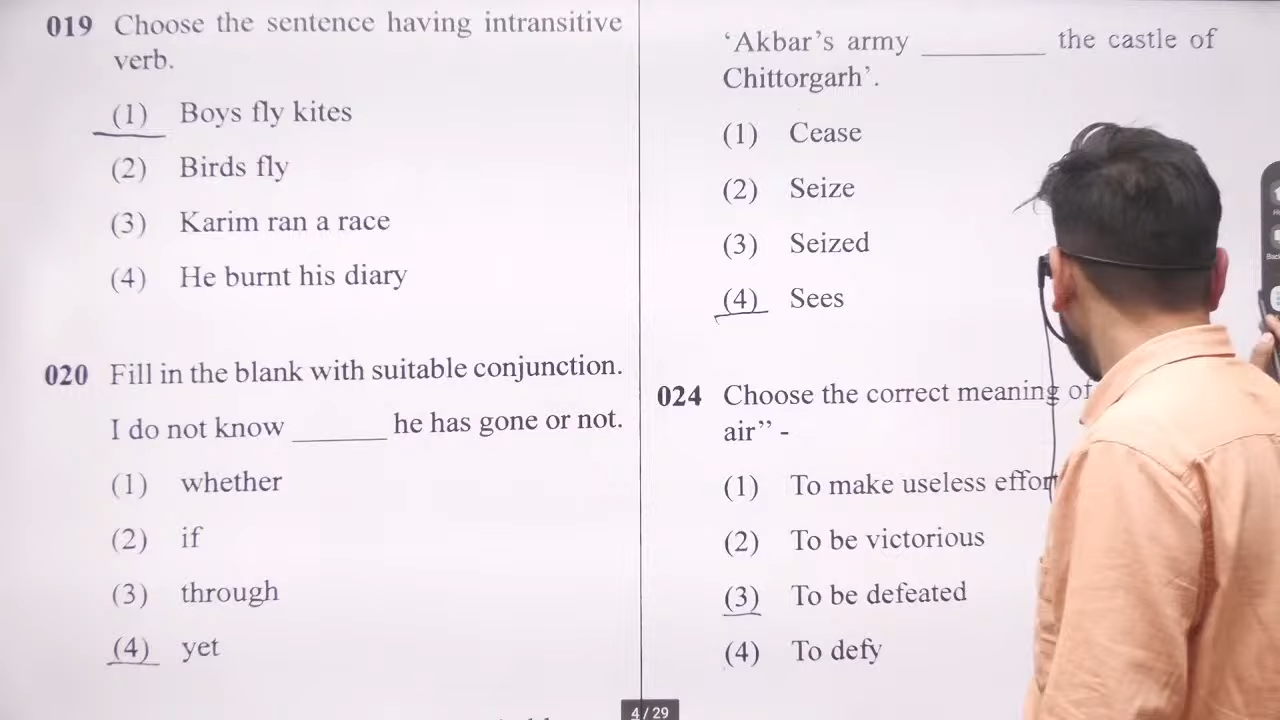 019 Choose the sentence having intransitive
verb.
(1) Boys fly kites
(2) Birds fly
(3) Karim ran a race
(4) He burnt his diary
020 Fill in the blank with suitable conjunction.
I do not know ______ he has gone or not.
(1) whether
(2) if
(3) through
(4) yet
‘Akbar’s army ________ the castle of
Chittorgarh’.
(1) Cease
(2) Seize
(3) Seized
(4) Sees
024 Choose the correct meaning of
air” -
(1) To make useless effort
(2) To be victorious
(3) To be defeated
(4) To defy
4 / 29